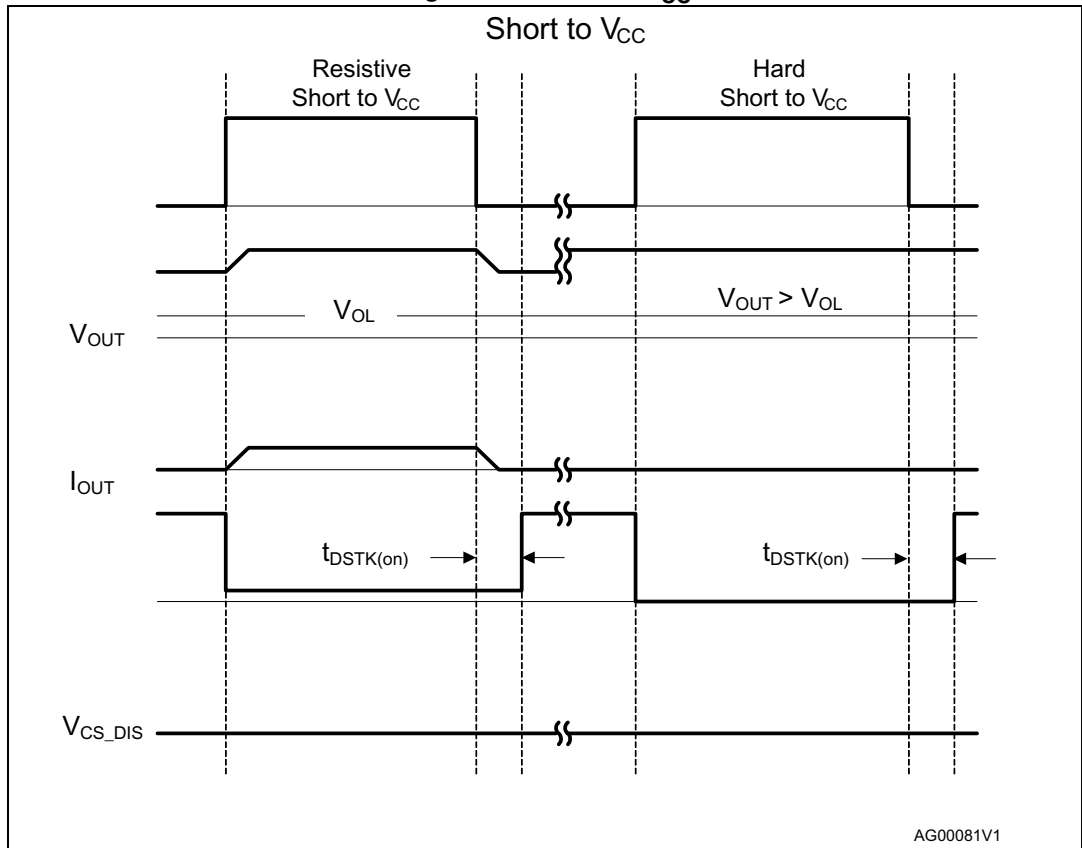 Short to VCC
Resistive
Short to VCC
Hard
Short to VCC
VOL
VOUT > VOL
VOUT
IOUT
tDSTK(on)
tDSTK(on)
VCS_DIS
AG00081V1